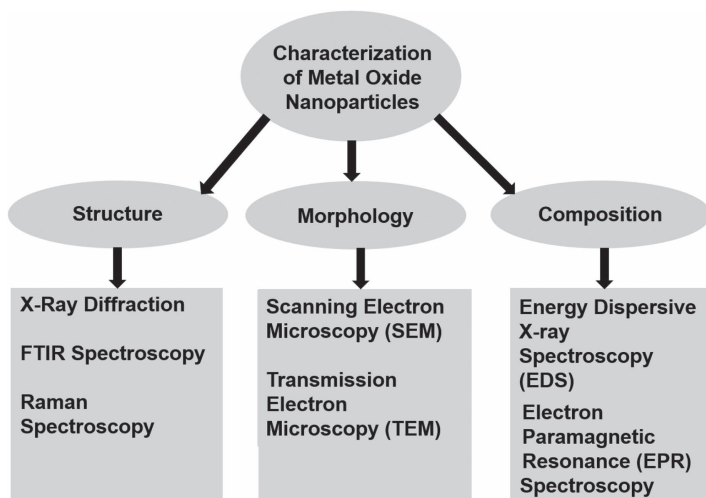 Characterization
of Metal Oxide
Nanoparticles
Structure
Morphology
Composition
X-Ray Diffraction
FTIR Spectroscopy
Raman
Spectroscopy
Scanning Electron
Microscopy (SEM)
Transmission
Electron
Microscopy (TEM)
Energy Dispersive
X-ray
Spectroscopy
(EDS)
Electron
Paramagnetic
Resonance (EPR)
Spectroscopy